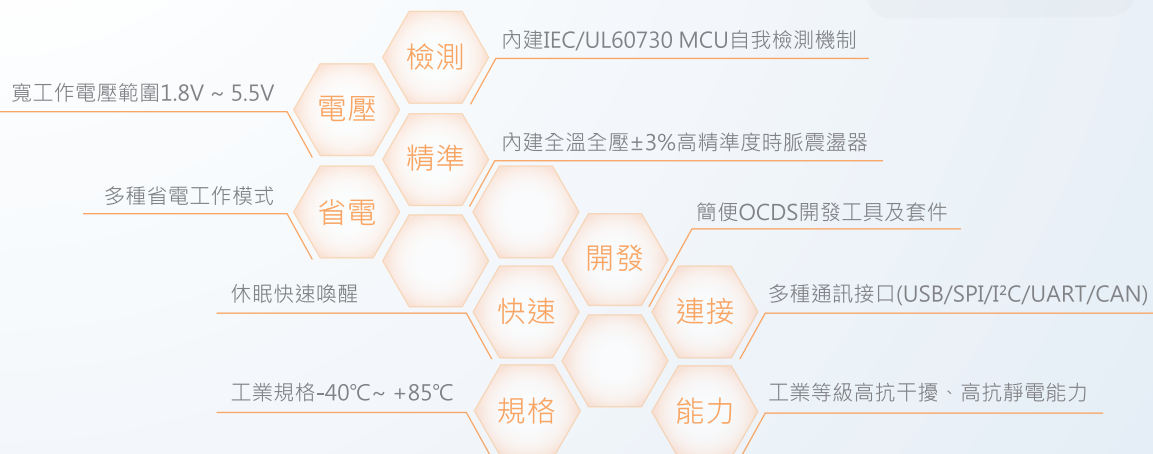 檢測
內建IEC/UL60730 MCU自我檢測機制
寬工作電壓範圍1.8V ~ 5.5V
電壓
精準
內建全溫全壓±3%高精準度時脈震盪器
多種省電工作模式
省電
簡便OCDS開發工具及套件
開發
休眠快速喚醒
快速
連接
多種通訊接口(USB/SPI/I²C/UART/CAN)
工業規格-40℃~ +85℃
規格
能力
工業等級高抗干擾、高抗靜電能力